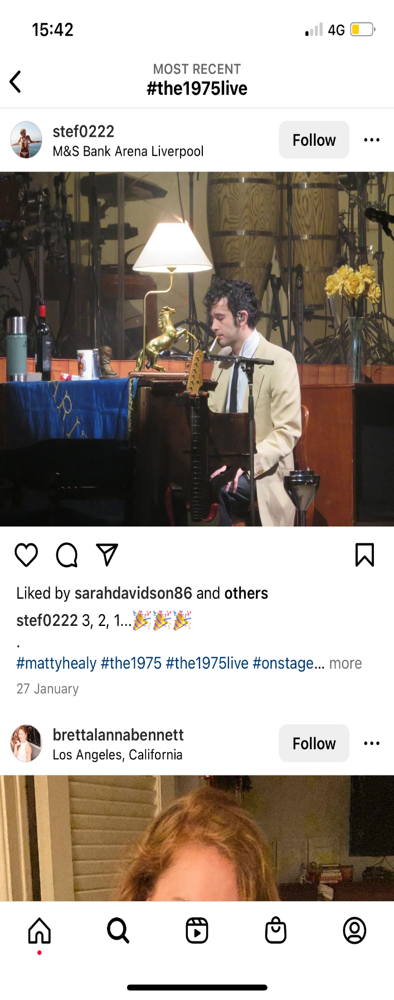 15:42
4G
MOST RECENT
#the1975live
stef0222
M&S Bank Arena Liverpool
Follow
Liked by sarahdavidson86 and others
stef0222 3, 2, 1...🎉🎉🎉
.
#mattyhealy #the1975 #the1975live #onstage... more
27 January
brettalannabennett
Los Angeles, California
Follow